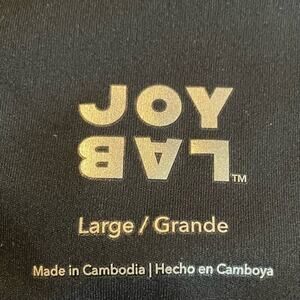 JOY
LAB™
Large / Grande
Made in Cambodia | Hecho en Camboya